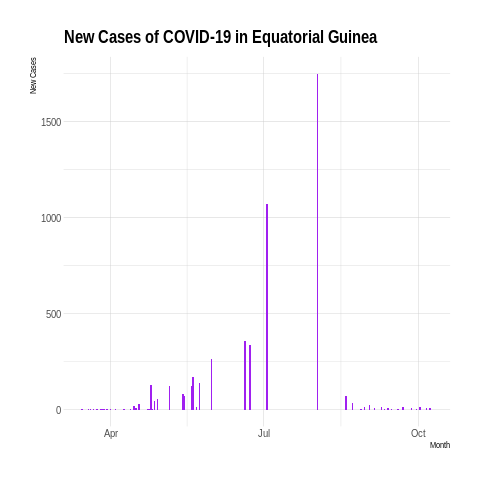 New Cases of COVID-19 in Equatorial Guinea
New Cases
1500
1000
500
0
Apr Jul Oct
Month